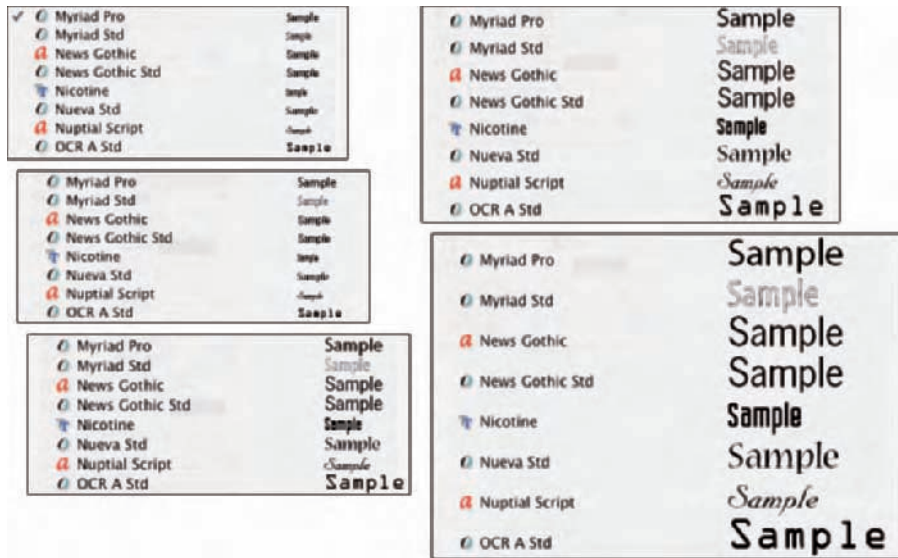 ✓ Myriad Pro Sample
Myriad Std Sample
News Gothic Sample
News Gothic Std Sample
Nicotine Sample
Nueva Std Sample
Nuptial Script Sample
OCR A Std Sample
Myriad Pro Sample
Myriad Std Sample
News Gothic Sample
News Gothic Std Sample
Nicotine Sample
Nueva Std Sample
Nuptial Script Sample
OCR A Std Sample
Myriad Pro Sample
Myriad Std Sample
News Gothic Sample
News Gothic Std Sample
Nicotine Sample
Nueva Std Sample
Nuptial Script Sample
OCR A Std Sample
Myriad Pro Sample
Myriad Std Sample
News Gothic Sample
News Gothic Std Sample
Nicotine Sample
Nueva Std Sample
Nuptial Script Sample
OCR A Std Sample
Myriad Pro Sample
Myriad Std Sample
News Gothic Sample
News Gothic Std Sample
Nicotine Sample
Nueva Std Sample
Nuptial Script Sample
OCR A Std Sample